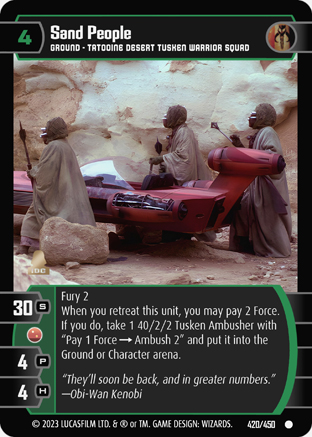 4
Sand People
GROUND - TATOOINE DESERT TUSKEN WARRIOR SQUAD
IDC
30 S
4 P
4 H
Fury 2
When you retreat this unit, you may pay 2 Force.
If you do, take 1 40/2/2 Tusken Ambusher with
“Pay 1 Force → Ambush 2” and put it into the
Ground or Character arena.
“They’ll soon be back, and in greater numbers.”
—Obi-Wan Kenobi
© 2023 LUCASFILM LTD. & ® or TM. GAME DESIGN: WIZARDS.
420/450